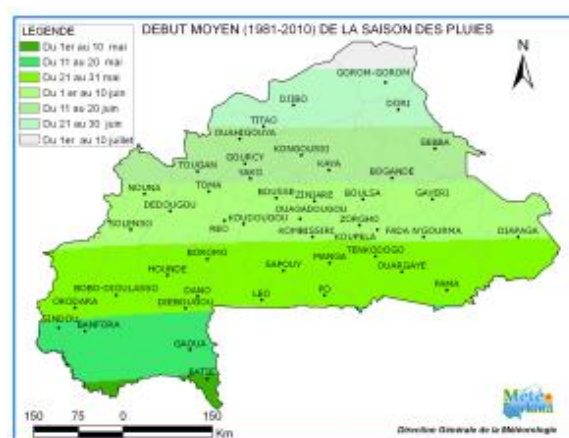 DEBUT MOYEN (1981-2010) DE LA SAISON DES PLUIES
LEGENDE
Du 1er au 10 mai
Du 11 au 20 mai
Du 21 au 31 mai
Du 1 er au 10 juin
Du 11 au 20 juin
Du 21 au 30 juin
Du 1er au 10 juillet
N
GOROM-GOROM
DJIBO
DORI
TITAO
OUAHIGOUYA
SEBBA
KONGOUSSI
GOURCY
KAYA
TOUGAN
YAKO
BOGANDE
TOMA
NOUNA
BOUSSE
ZINIARE
BOULSA
GAYERI
DEDOUGOU
OUAGADOUGOU
KOUDOUGOU
ZORGHO
SOLENSO
REO
KOMBISSIRI
KOUPELA
FADA N'GOURMA
DIAPAGA
BOROMO
TENKODOGO
MANGA
HOUNDE
SAPOUY
OUARGAYE
BOBO-DIOULASSO
DANO
LEO
PO
PAMA
ORODARA
DIEBOUGOU
SINDOU
BANFORA
GAOUA
BATIE
150 75 0 150
Km
Météo
Burkina
Direction Générale de la Météorologie